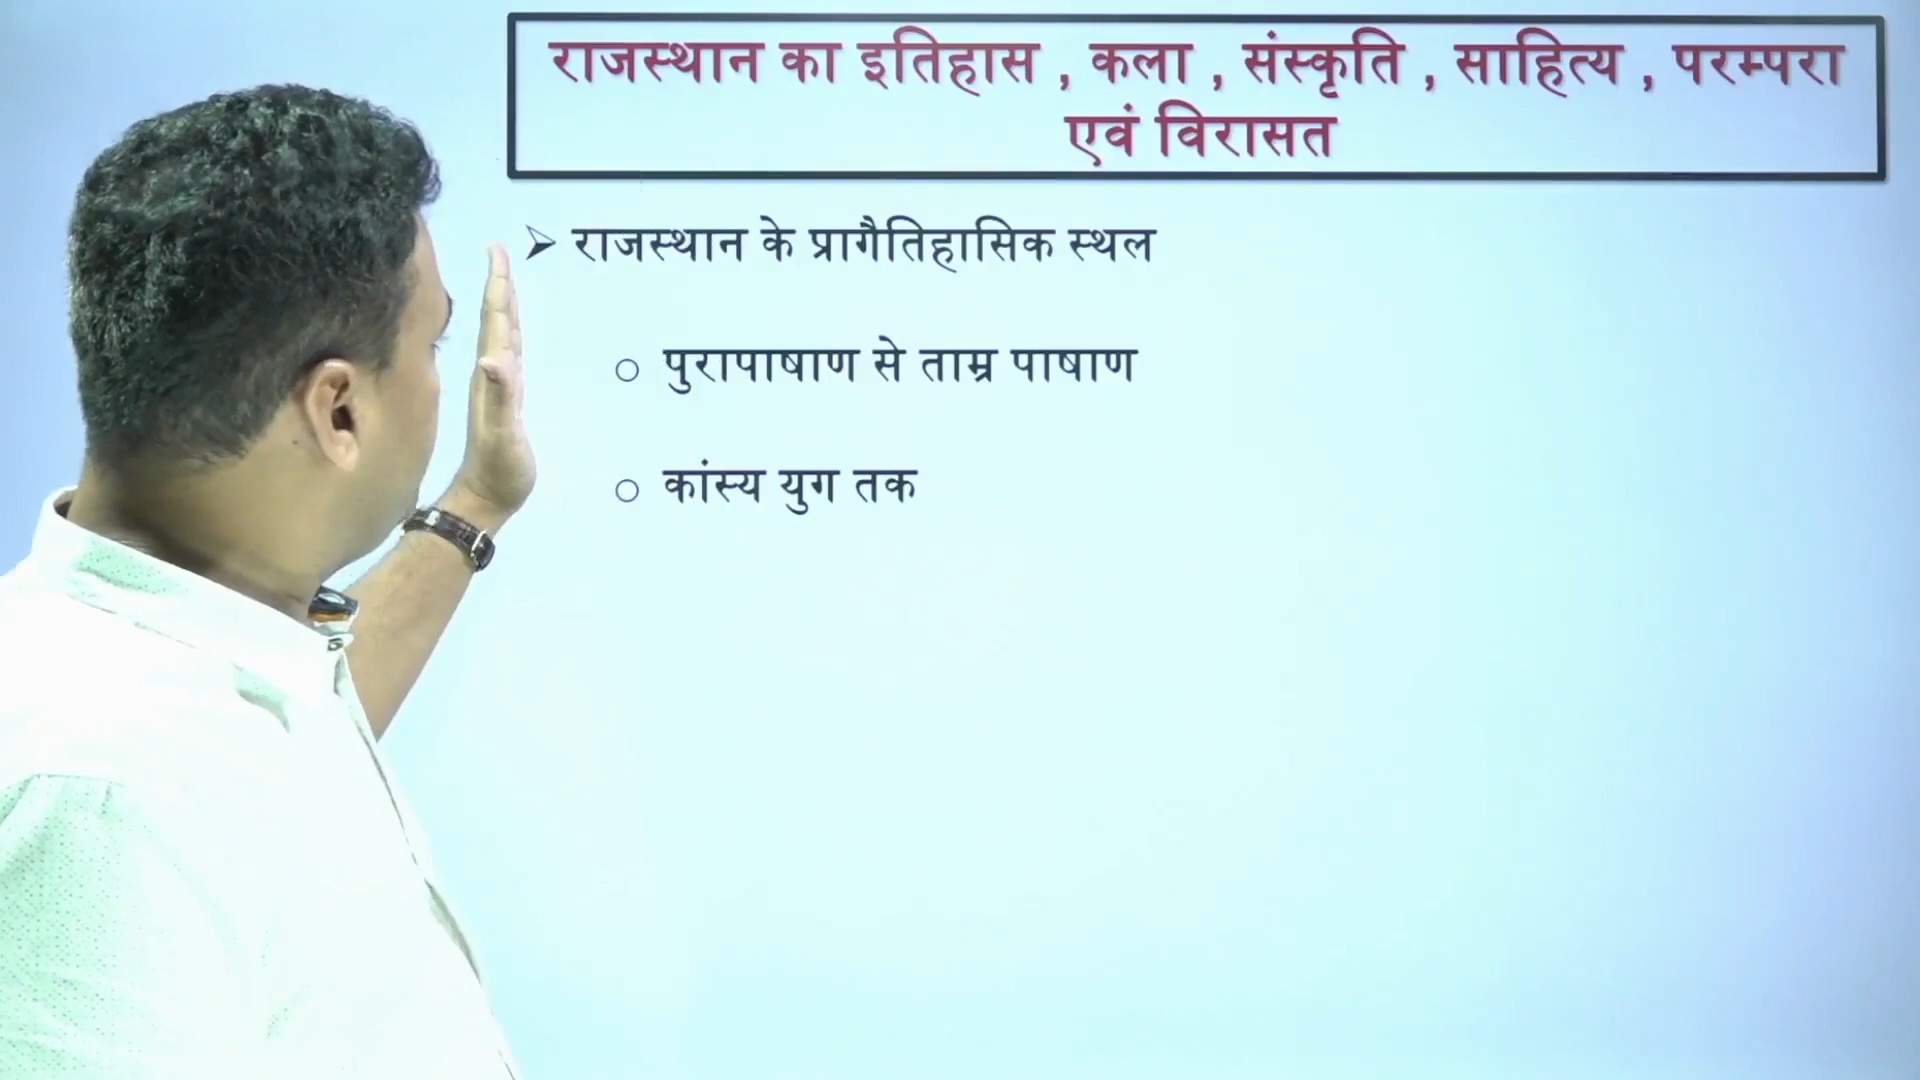 राजस्थान का इतिहास , कला , संस्कृति , साहित्य , परम्परा
एवं विरासत
➢ राजस्थान के प्रागैतिहासिक स्थल
○ पुरापाषाण से ताम्र पाषाण
○ कांस्य युग तक